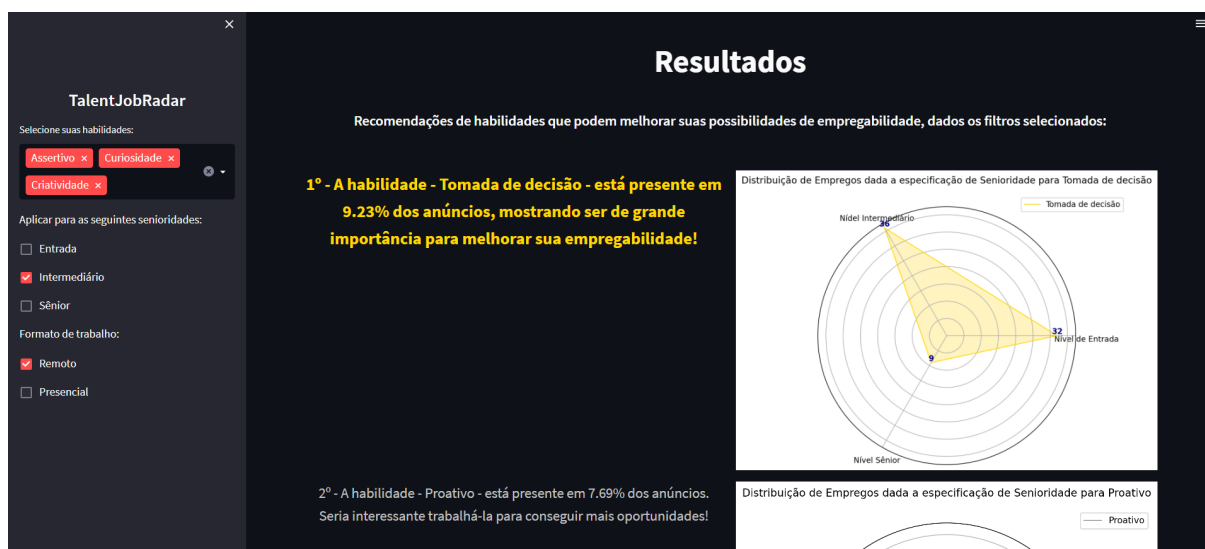 TalentJobRadar
Selecione suas habilidades:
Assertivo ×
Curiosidade ×
Criatividade ×
Aplicar para as seguintes senioridades:
Entrada
Intermediário
Sênior
Formato de trabalho:
Remoto
Presencial
Resultados
Recomendações de habilidades que podem melhorar suas possibilidades de empregabilidade, dados os filtros selecionados:
1º - A habilidade - Tomada de decisão - está presente em
9.23% dos anúncios, mostrando ser de grande
importância para melhorar sua empregabilidade!
Distribuição de Empregos dada a especificação de Senioridade para Tomada de decisão
Tomada de decisão
Nídel Intermediário
36
32
Nível de Entrada
9
Nível Sênior
2º - A habilidade - Proativo - está presente em 7.69% dos anúncios.
Seria interessante trabalhá-la para conseguir mais oportunidades!
Distribuição de Empregos dada a especificação de Senioridade para Proativo
Proativo